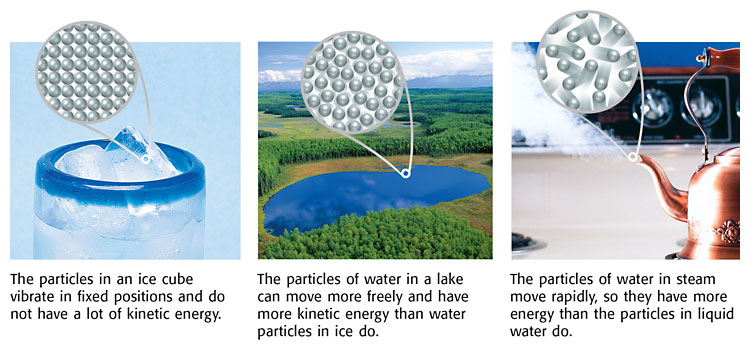 The particles in an ice cube
vibrate in fixed positions and do
not have a lot of kinetic energy.
The particles of water in a lake
can move more freely and have
more kinetic energy than water
particles in ice do.
The particles of water in steam
move rapidly, so they have more
energy than the particles in liquid
water do.